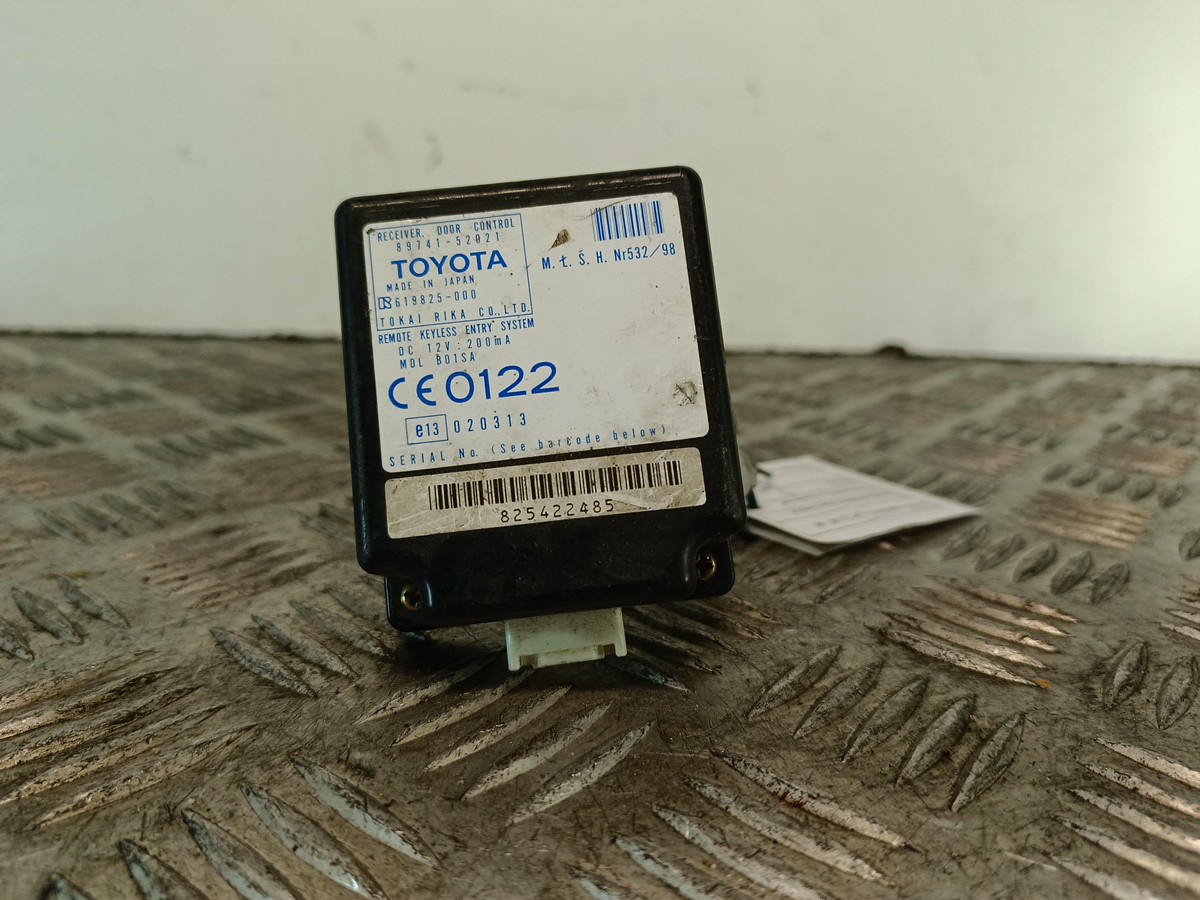 RECEIVER, DOOR CONTROL
89741-52021
TOYOTA
MADE IN JAPAN
R 619825-000
TOKAI RIKA CO.,LTD.
M. Ł. Ś. H. Nr532/98
REMOTE KEYLESS ENTRY SYSTEM
DC 12V : 200mA
MDL B01SA
CE0122
e13 020313
SERIAL No. (See barcode below)
825422485